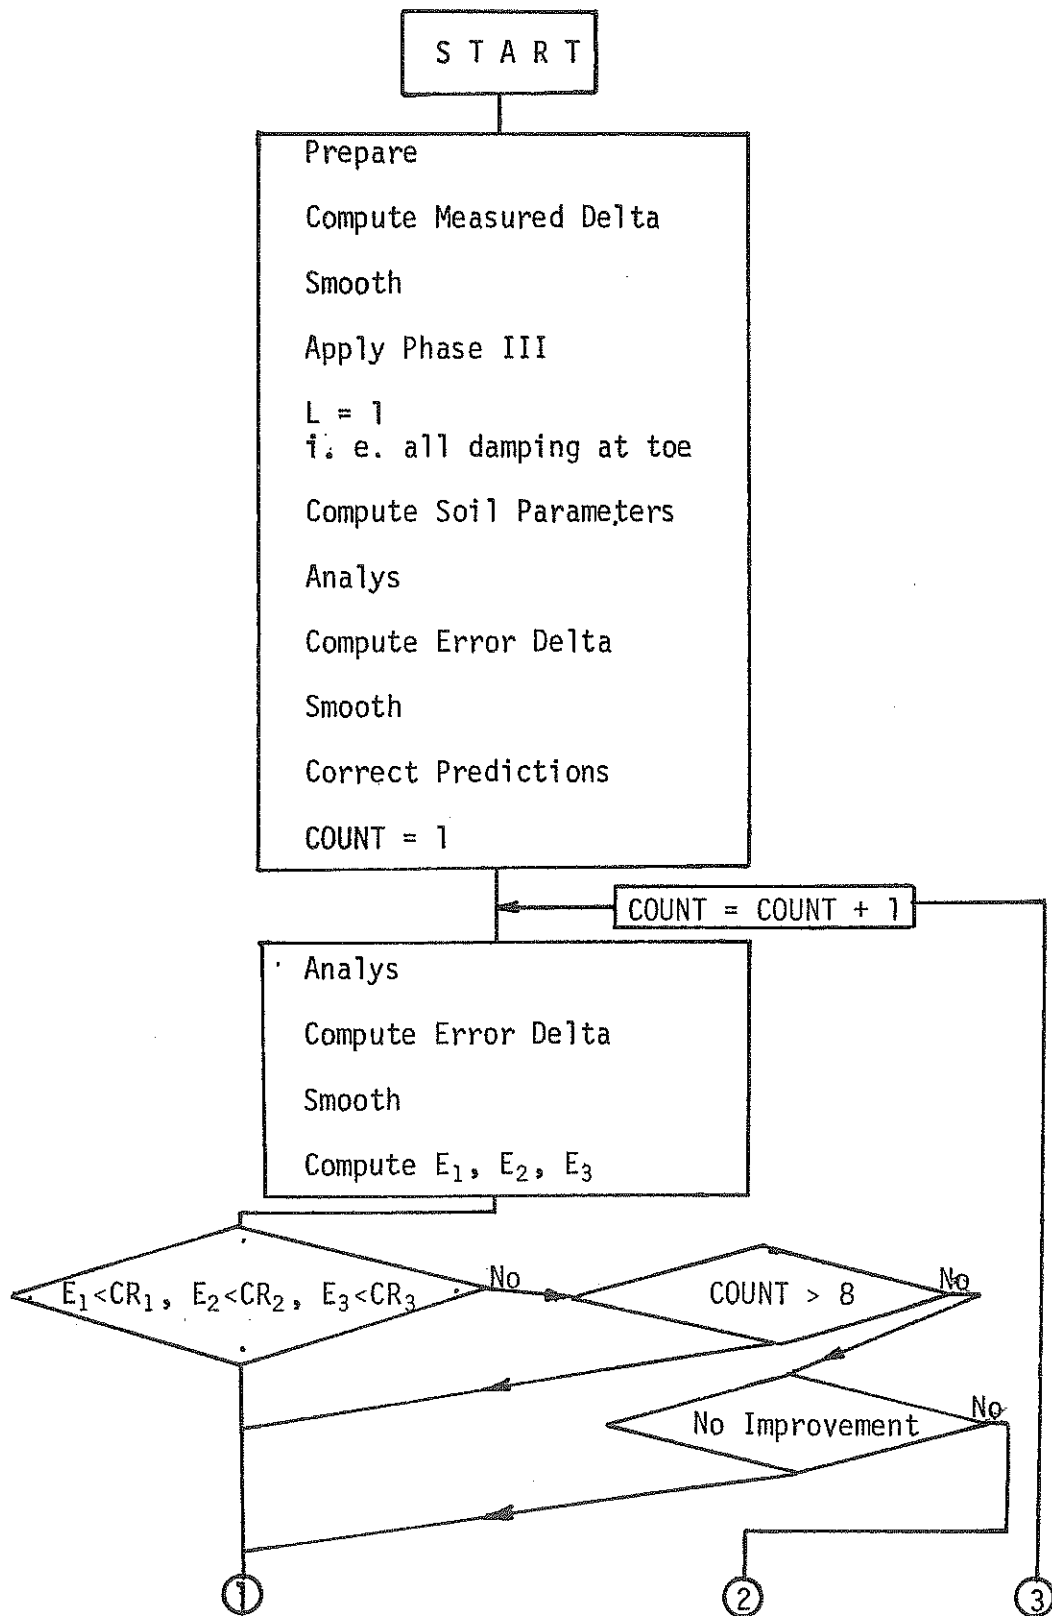 S T A R T
Prepare
Compute Measured Delta
Smooth
Apply Phase III
L = 1
i. e. all damping at toe
Compute Soil Parameters
Analys
Compute Error Delta
Smooth
Correct Predictions
COUNT = 1
COUNT = COUNT + 1
Analys
Compute Error Delta
Smooth
Compute E₁, E₂, E₃
E₁<CR₁, E₂<CR₂, E₃<CR₃
No
COUNT > 8
No
No Improvement
No
1
2
3